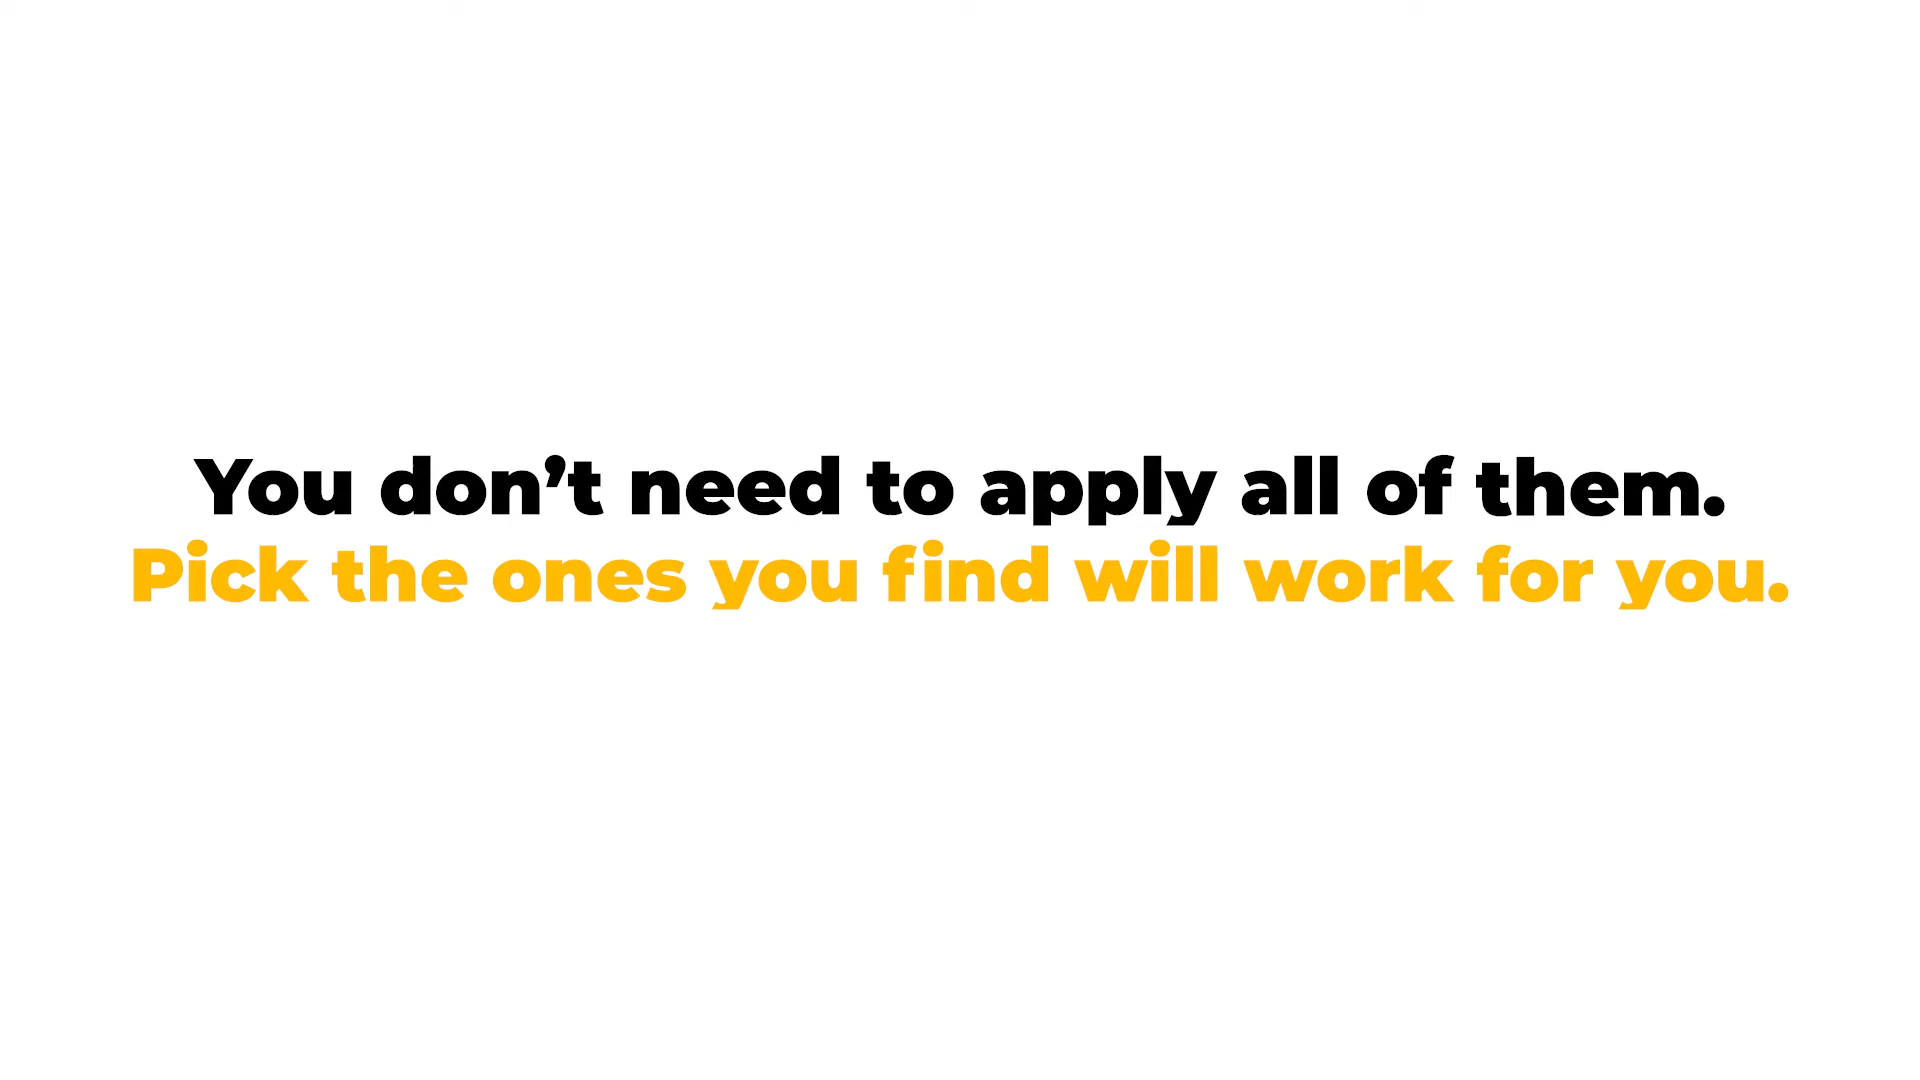 You don’t need to apply all of them.
Pick the ones you find will work for you.